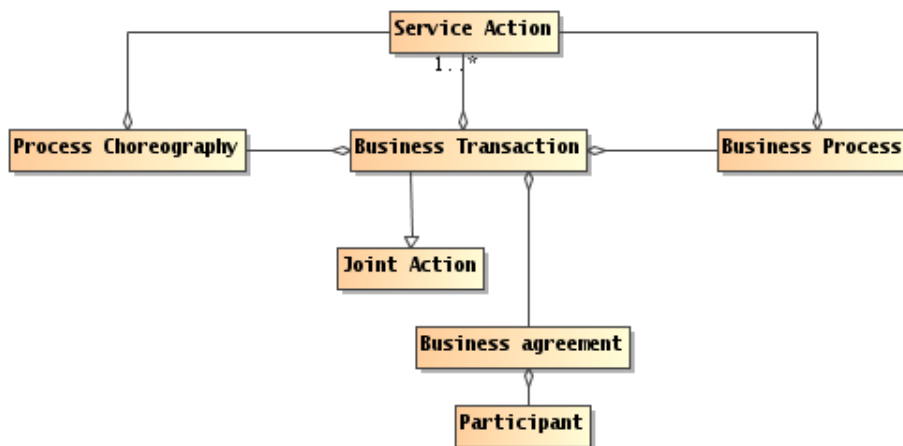 Service Action
1..*
Process Choreography
Business Transaction
Business Process
Joint Action
Business agreement
Participant